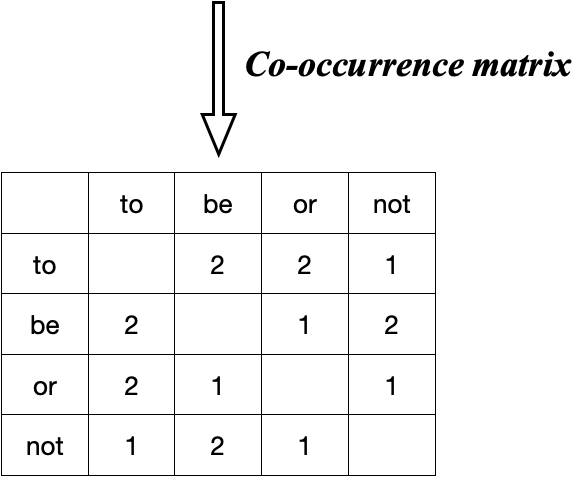 Co-occurrence matrix
to be or not
to 2 2 1
be 2 1 2
or 2 1 1
not 1 2 1